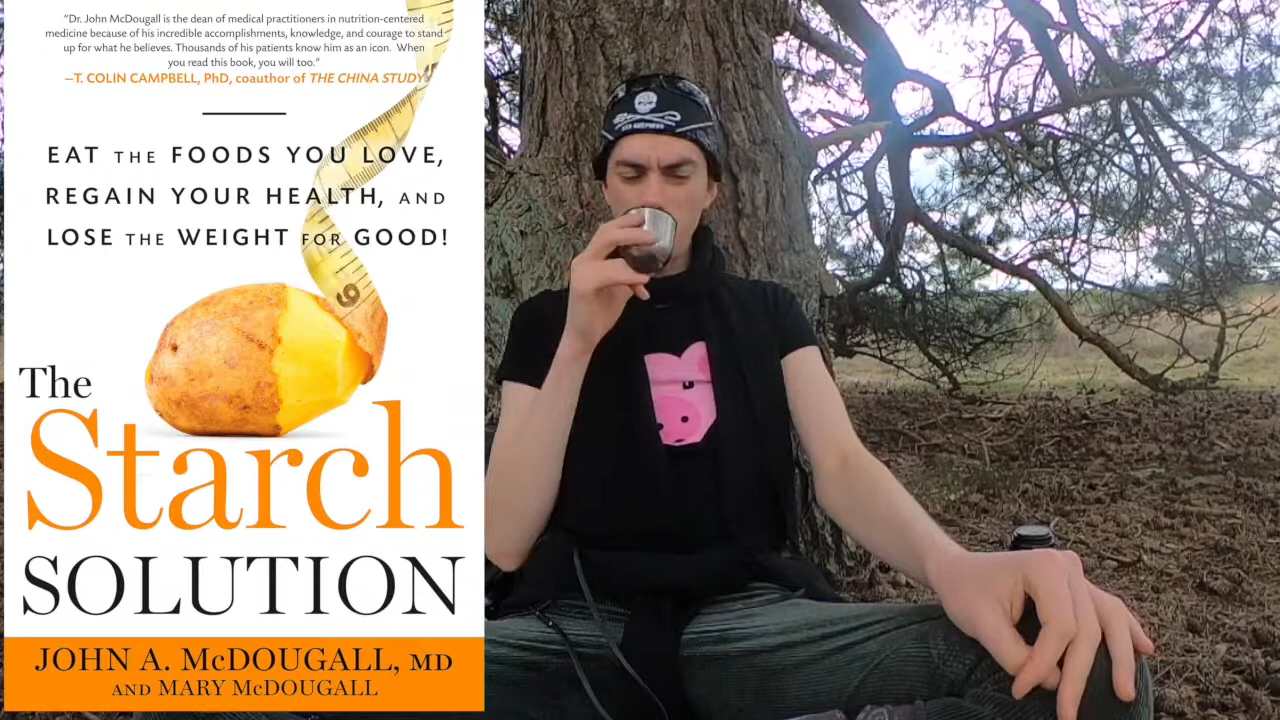 “Dr. John McDougall is the dean of medical practitioners in nutrition-centered
medicine because of his incredible accomplishments, knowledge, and courage to stand
up for what he believes. Thousands of his patients know him as an icon. When
you read this book, you will too.“
—T. COLIN CAMPBELL, PhD, coauthor of THE CHINA STUDY
EAT THE FOODS YOU LOVE,
REGAIN YOUR HEALTH, AND
LOSE THE WEIGHT FOR GOOD!
9
The
Starch
SOLUTION
JOHN A. McDOUGALL, MD
AND MARY McDOUGALL
SEA SHEPHERD